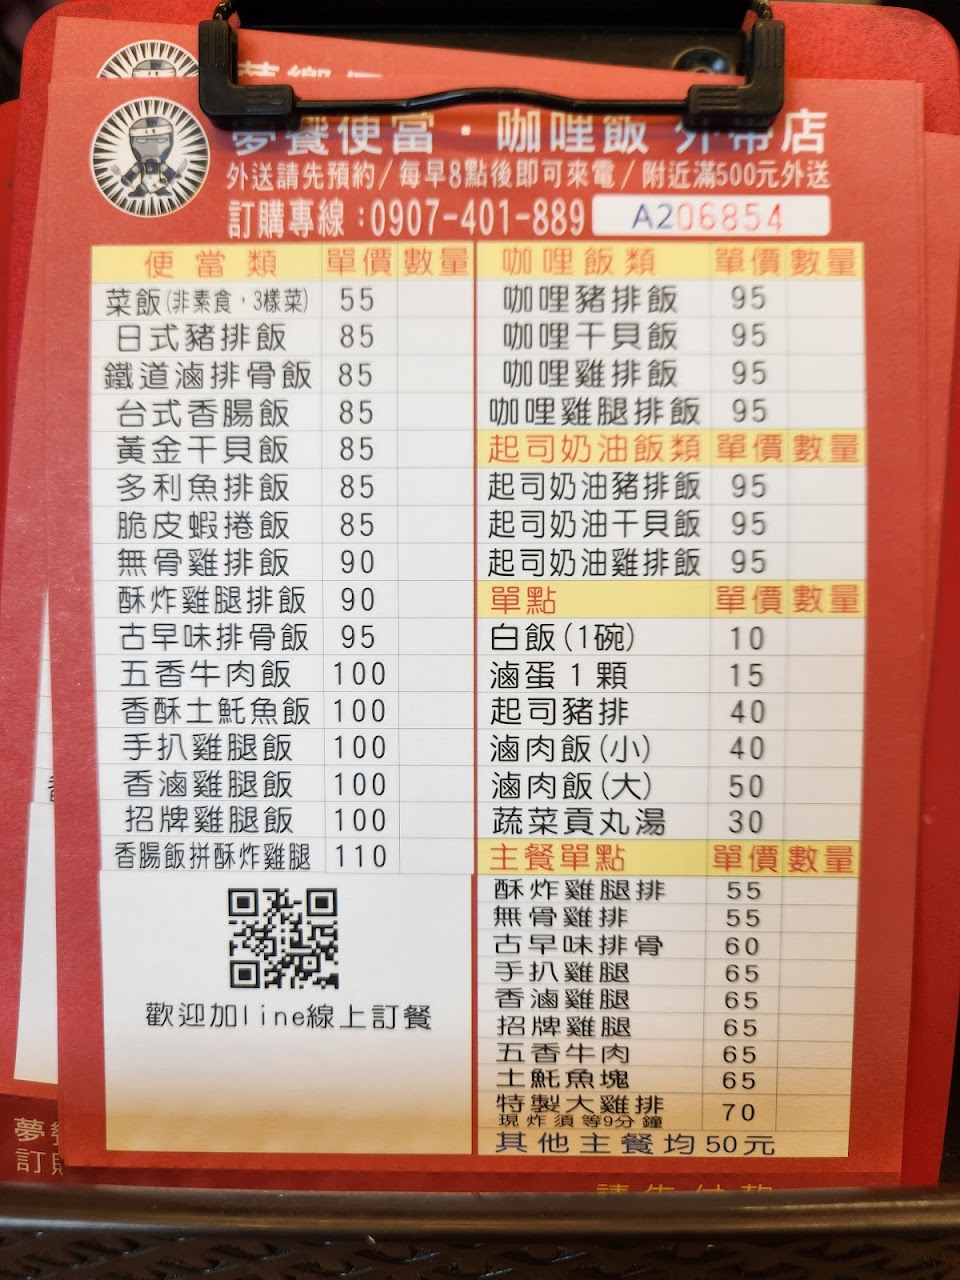 夢饗便當・咖哩飯 外帶店
外送請先預約/每早8點後即可來電/附近滿500元外送
訂購專線:0907-401-889 A206854
便當類 單價 數量
菜飯(非素食,3樣菜) 55
日式豬排飯 85
鐵道滷排骨飯 85
台式香腸飯 85
黃金干貝飯 85
多利魚排飯 85
脆皮蝦捲飯 85
無骨雞排飯 90
酥炸雞腿排飯 90
古早味排骨飯 95
五香牛肉飯 100
香酥土魠魚飯 100
手扒雞腿飯 100
香滷雞腿飯 100
招牌雞腿飯 100
香腸飯拼酥炸雞腿 110
歡迎加line線上訂餐
咖哩飯類 單價 數量
咖哩豬排飯 95
咖哩干貝飯 95
咖哩雞排飯 95
咖哩雞腿排飯 95
起司奶油飯類 單價 數量
起司奶油豬排飯 95
起司奶油干貝飯 95
起司奶油雞排飯 95
單點 單價 數量
白飯(1碗) 10
滷蛋1顆 15
起司豬排 40
滷肉飯(小) 40
滷肉飯(大) 50
蔬菜貢丸湯 30
主餐單點 單價 數量
酥炸雞腿排 55
無骨雞排 55
古早味排骨 60
手扒雞腿 65
香滷雞腿 65
招牌雞腿 65
五香牛肉 65
土魠魚塊 65
特製大雞排 70
現炸須等9分鐘
其他主餐均50元
夢
訂